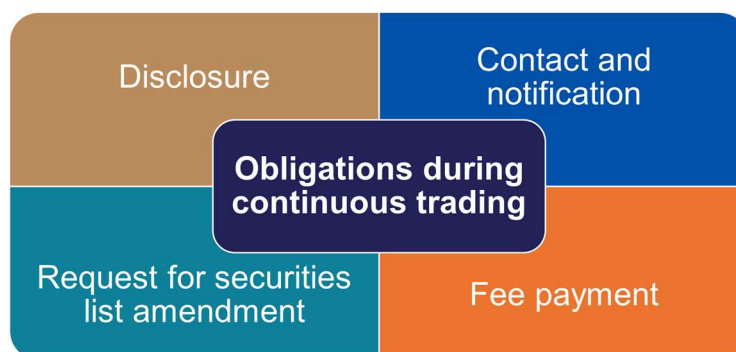 Disclosure
Contact and
notification
Obligations during
continuous trading
Request for securities
list amendment
Fee payment